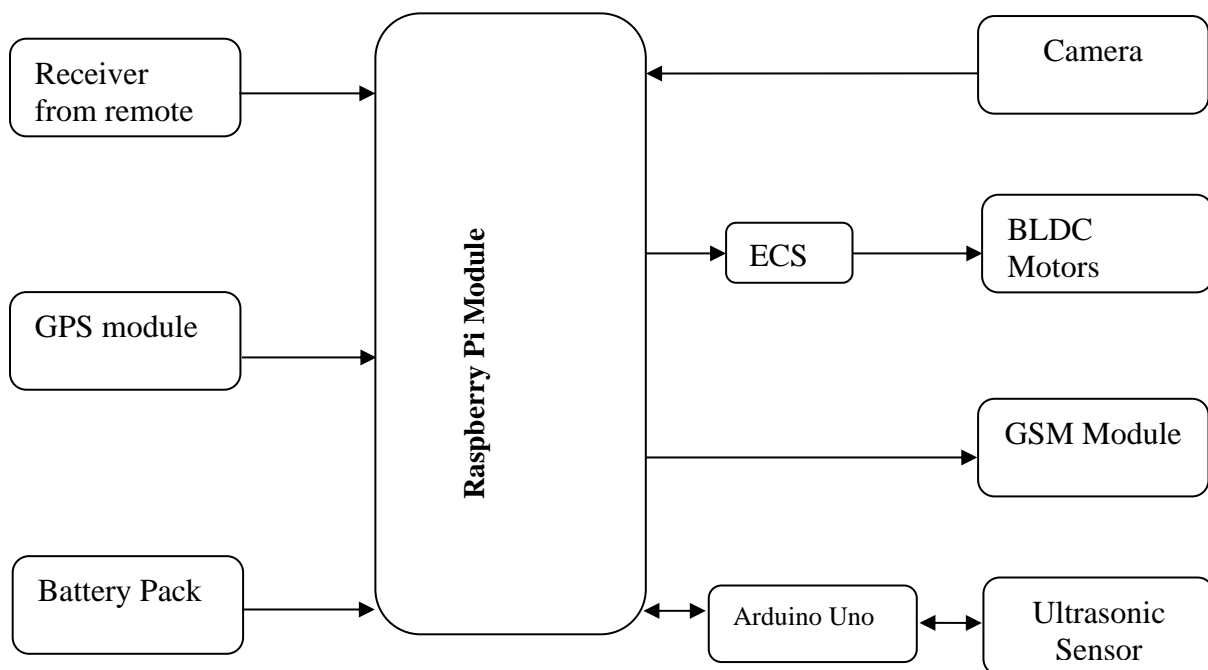 Receiver
from remote
GPS module
Battery Pack
Raspberry Pi Module
Camera
ECS
BLDC
Motors
GSM Module
Arduino Uno
Ultrasonic
Sensor